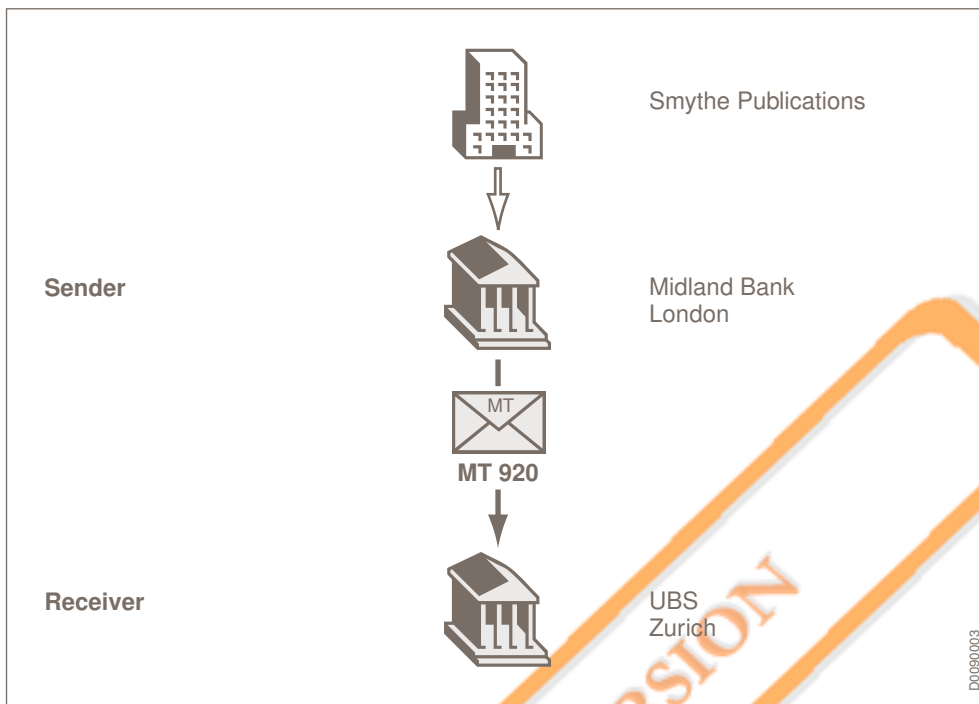 Smythe Publications
Sender
Midland Bank
London
MT
MT 920
Receiver
UBS
Zurich
D0090003